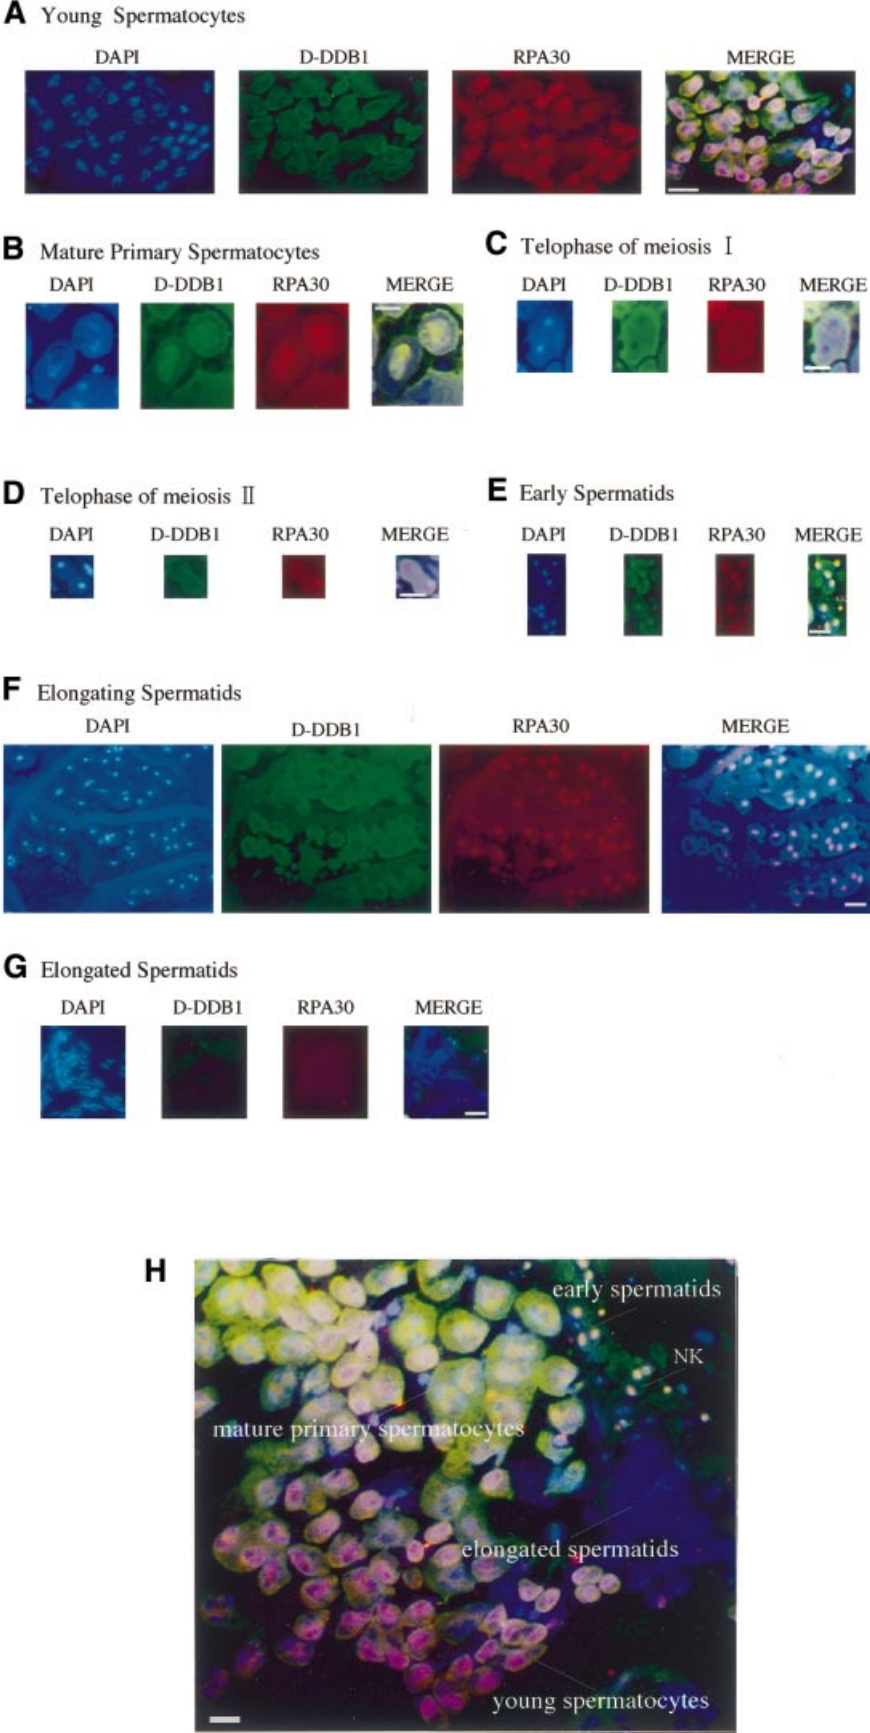 A Young Spermatocytes
DAPI D-DDB1 RPA30 MERGE
B Mature Primary Spermatocytes
DAPI D-DDB1 RPA30 MERGE
C Telophase of meiosis I
DAPI D-DDB1 RPA30 MERGE
D Telophase of meiosis II
DAPI D-DDB1 RPA30 MERGE
E Early Spermatids
DAPI D-DDB1 RPA30 MERGE
F Elongating Spermatids
DAPI D-DDB1 RPA30 MERGE
G Elongated Spermatids
DAPI D-DDB1 RPA30 MERGE
H
early spermatids
NK
mature primary spermatocytes
elongated spermatids
young spermatocytes